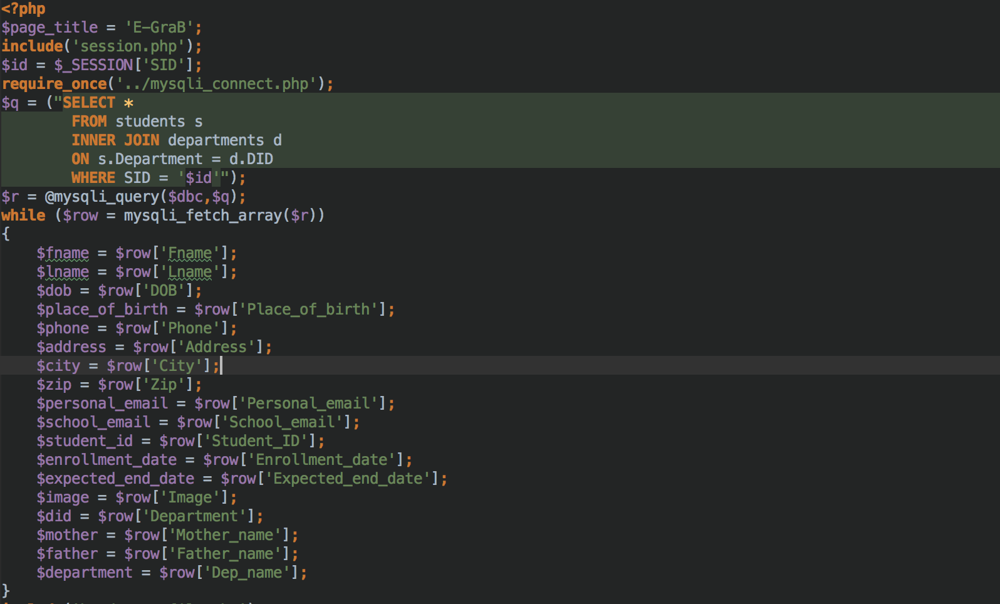 <?php
$page_title = 'E-GraB';
include('session.php');
$id = $_SESSION['SID'];
require_once('../mysqli_connect.php');
$q = ("SELECT *
        FROM students s
        INNER JOIN departments d
        ON s.Department = d.DID
        WHERE SID = '$id'");
$r = @mysqli_query($dbc,$q);
while ($row = mysqli_fetch_array($r))
{
    $fname = $row['Fname'];
    $lname = $row['Lname'];
    $dob = $row['DOB'];
    $place_of_birth = $row['Place_of_birth'];
    $phone = $row['Phone'];
    $address = $row['Address'];
    $city = $row['City'];
    $zip = $row['Zip'];
    $personal_email = $row['Personal_email'];
    $school_email = $row['School_email'];
    $student_id = $row['Student_ID'];
    $enrollment_date = $row['Enrollment_date'];
    $expected_end_date = $row['Expected_end_date'];
    $image = $row['Image'];
    $did = $row['Department'];
    $mother = $row['Mother_name'];
    $father = $row['Father_name'];
    $department = $row['Dep_name'];
}